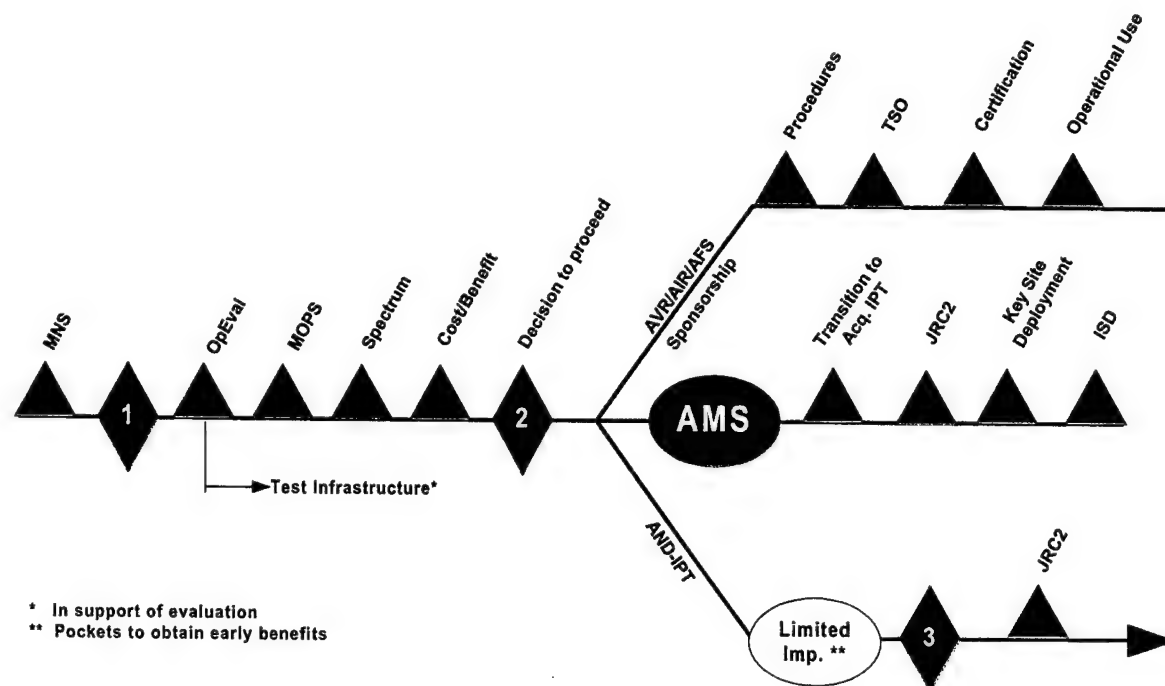 Procedures
TSO
Certification
Operational Use
AVR/AIR/AFS
Sponsorship
MNS
1
OpEval
MOPS
Spectrum
Cost/Benefit
Decision to proceed
2
AMS
Transition to
Acq. IPT
JRC2
Key Site
Deployment
ISD
Test Infrastructure*
AND-IPT
Limited
Imp. **
3
JRC2
* In support of evaluation
** Pockets to obtain early benefits